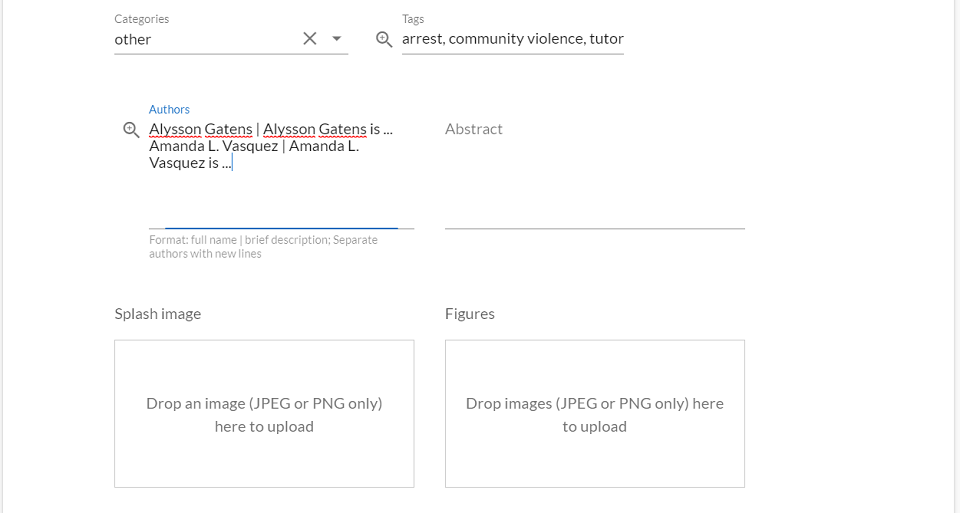 Categories
Tags
other
arrest, community violence, tutor
Authors
Alysson Gatens | Alysson Gatens is ...
Amanda L. Vasquez | Amanda L.
Vasquez is ...
Abstract
Format: full name | brief description; Separate
authors with new lines
Splash image
Figures
Drop an image (JPEG or PNG only)
here to upload
Drop images (JPEG or PNG only) here
to upload